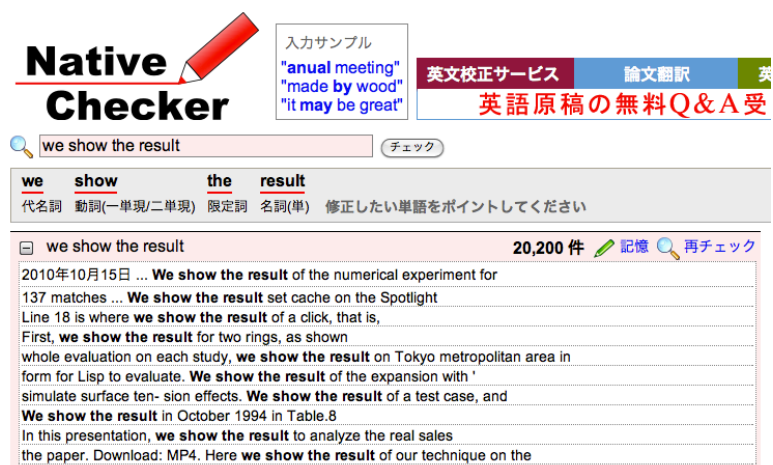 Native
Checker
入力サンプル
"anual meeting"
"made by wood"
"it may be great"
英文校正サービス
論文翻訳
英語原稿の無料Q&A受
we show the result
チェック
we show the result
代名詞 動詞(一単現/二単現) 限定詞 名詞(単) 修正したい単語をポイントしてください
we show the result 20,200 件 記憶 再チェック
2010年10月15日 ... We show the result of the numerical experiment for
137 matches ... We show the result set cache on the Spotlight
Line 18 is where we show the result of a click, that is,
First, we show the result for two rings, as shown
whole evaluation on each study, we show the result on Tokyo metropolitan area in
form for Lisp to evaluate. We show the result of the expansion with '
simulate surface ten- sion effects. We show the result of a test case, and
We show the result in October 1994 in Table.8
In this presentation, we show the result to analyze the real sales
the paper. Download: MP4. Here we show the result of our technique on the